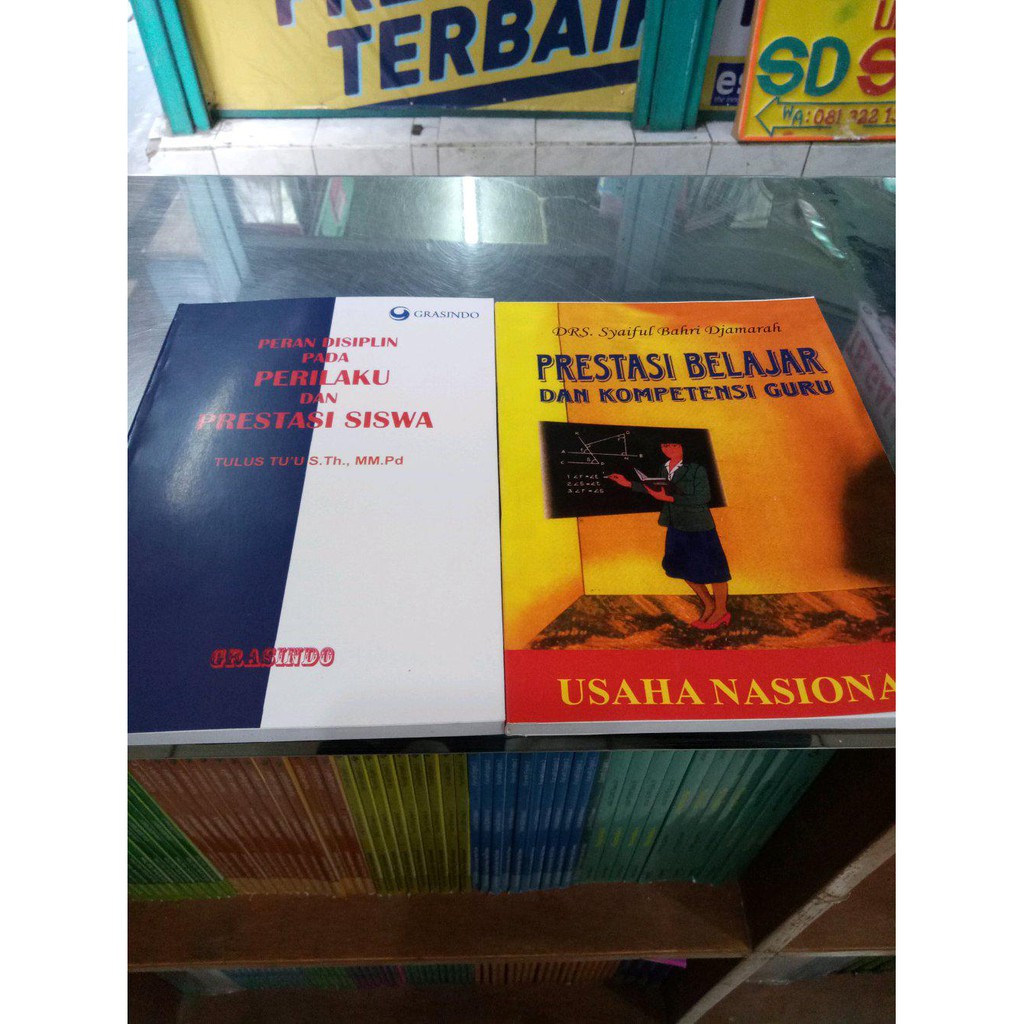 TERBAIK
SD
WA: 081 322 1
GRASINDO
PERAN DISIPLIN
PADA
PERILAKU
DAN
PRESTASI SISWA
TULUS TU'U S.Th., MM.Pd
GRASINDO
DRS. Syaiful Bahri Djamarah
PRESTASI BELAJAR
DAN KOMPETENSI GURU
USAHA NASIONA